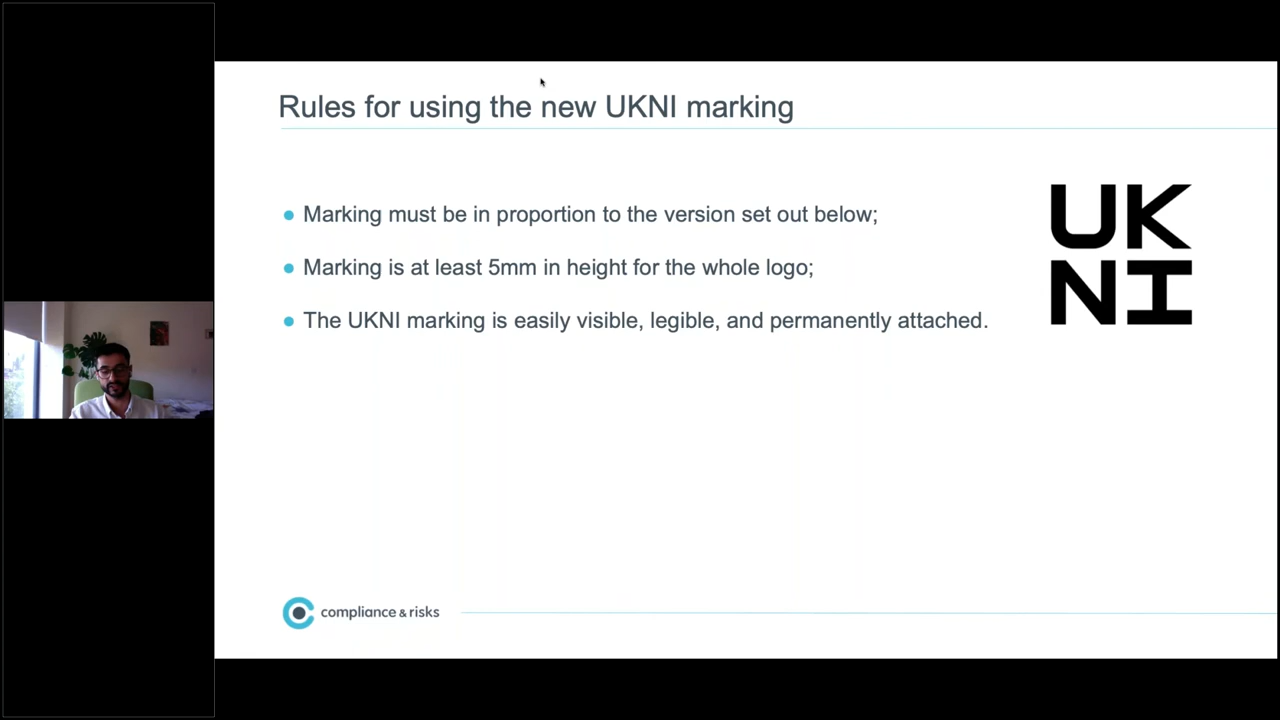 Rules for using the new UKNI marking
● Marking must be in proportion to the version set out below;
● Marking is at least 5mm in height for the whole logo;
● The UKNI marking is easily visible, legible, and permanently attached.
UK
NI
compliance & risks